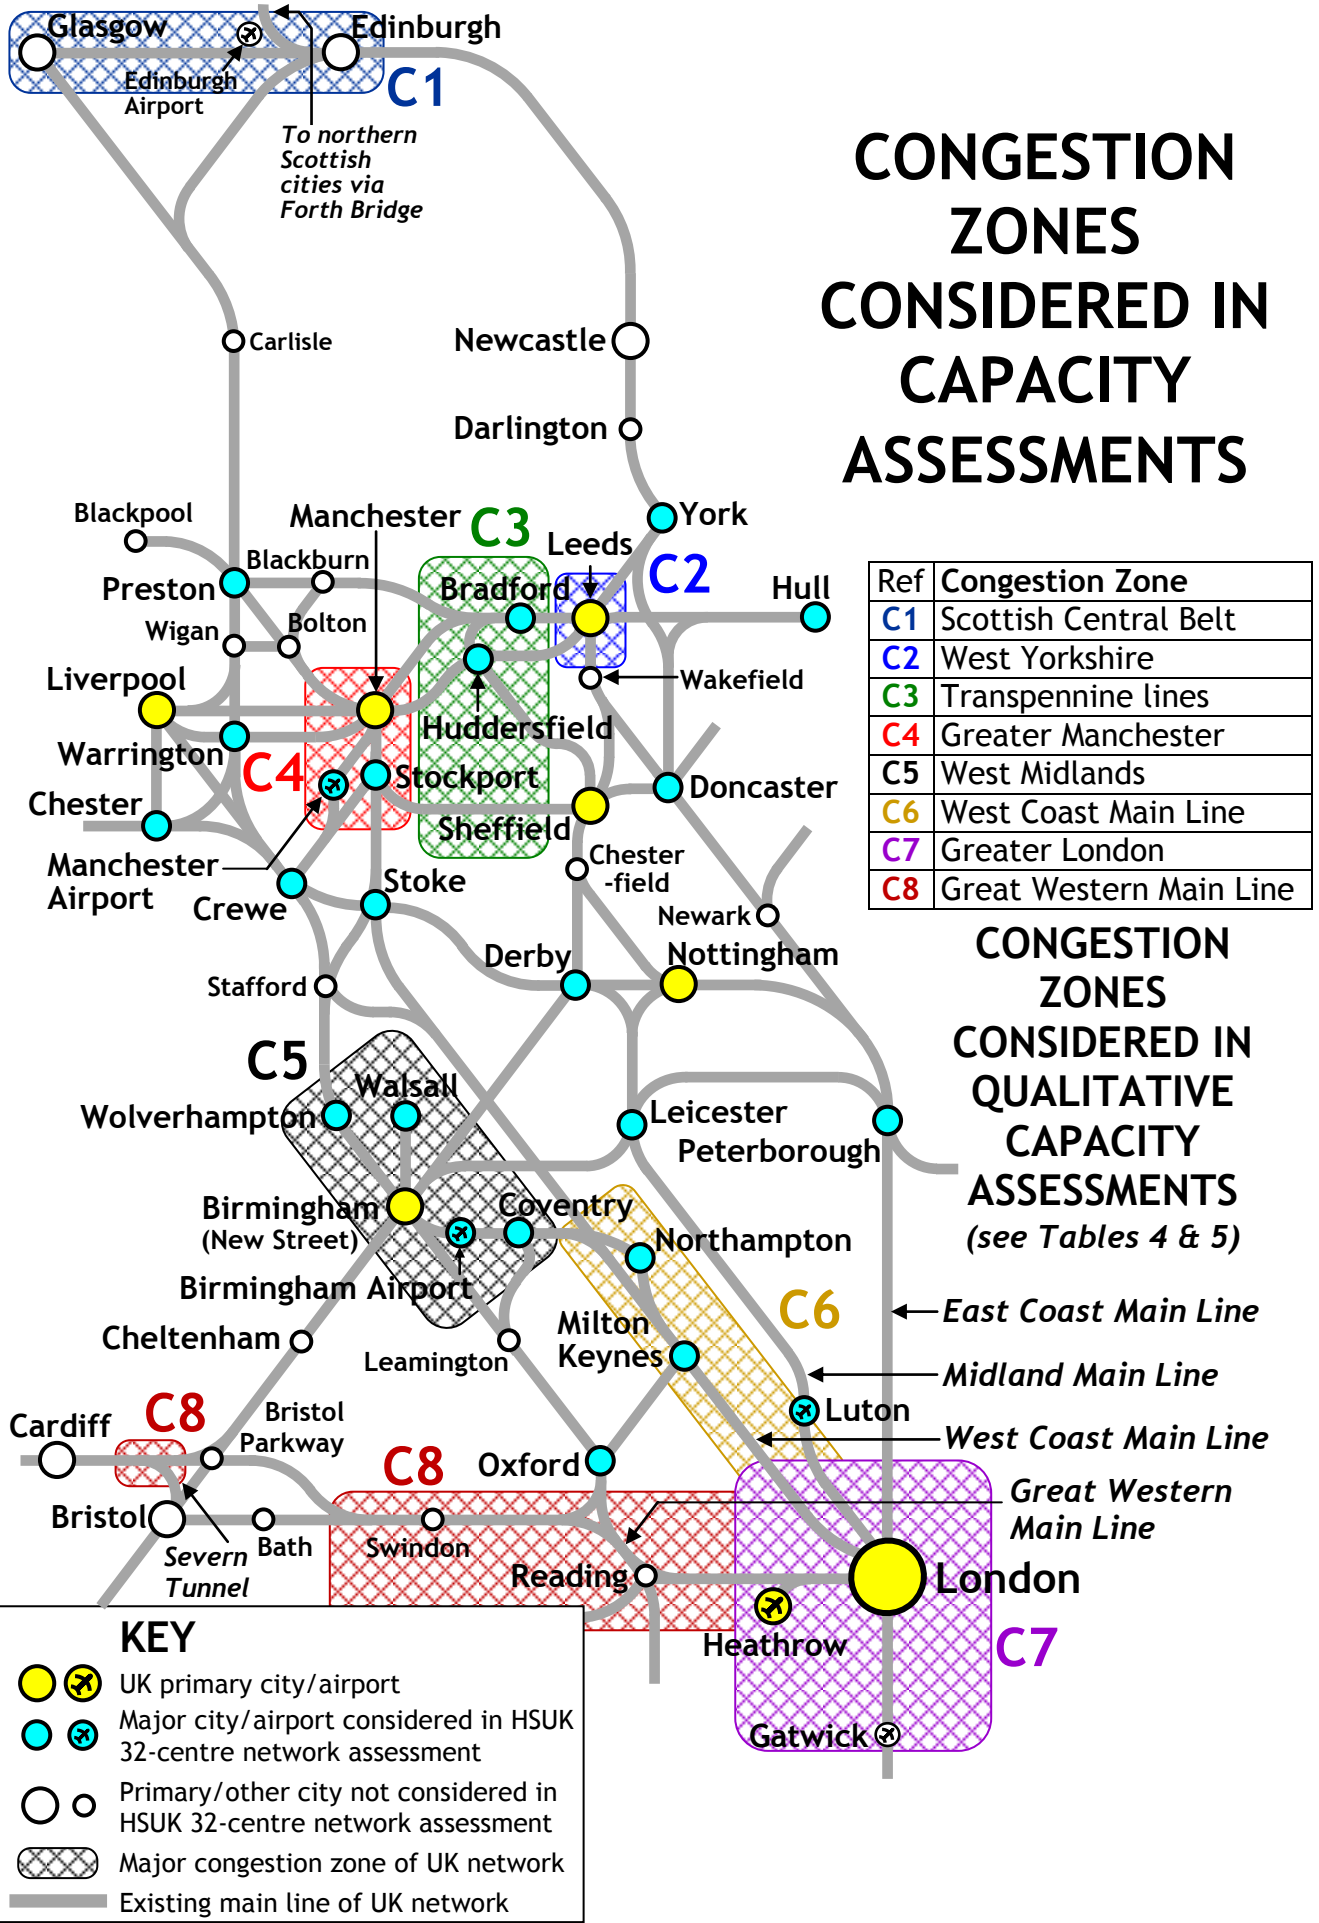 Glasgow
Edinburgh
Edinburgh
Airport
C1
To northern
Scottish
cities via
Forth Bridge
CONGESTION
ZONES
CONSIDERED IN
CAPACITY
ASSESSMENTS
Carlisle
Newcastle
Darlington
Blackpool
Manchester
C3
York
Leeds
Blackburn
C2
Preston
Bradford
Hull
Wigan
Bolton
Liverpool
Wakefield
Huddersfield
Warrington
C4
Stockport
Chester
Doncaster
Sheffield
Manchester
Airport
Chester
-field
Crewe
Stoke
Newark
Derby
Nottingham
Stafford
Ref Congestion Zone
C1 Scottish Central Belt
C2 West Yorkshire
C3 Transpennine lines
C4 Greater Manchester
C5 West Midlands
C6 West Coast Main Line
C7 Greater London
C8 Great Western Main Line
CONGESTION
ZONES
CONSIDERED IN
QUALITATIVE
CAPACITY
ASSESSMENTS
(see Tables 4 & 5)
C5
Walsall
Wolverhampton
Leicester
Peterborough
Birmingham
(New Street)
Coventry
Northampton
Birmingham Airport
C6
East Coast Main Line
Cheltenham
Leamington
Milton
Keynes
Midland Main Line
Cardiff
C8
Bristol
Parkway
Luton
West Coast Main Line
C8
Oxford
Great Western
Main Line
Bristol
Severn
Tunnel
Bath
Swindon
Reading
London
Heathrow
C7
Gatwick
KEY
UK primary city/airport
Major city/airport considered in HSUK
32-centre network assessment
Primary/other city not considered in
HSUK 32-centre network assessment
Major congestion zone of UK network
Existing main line of UK network